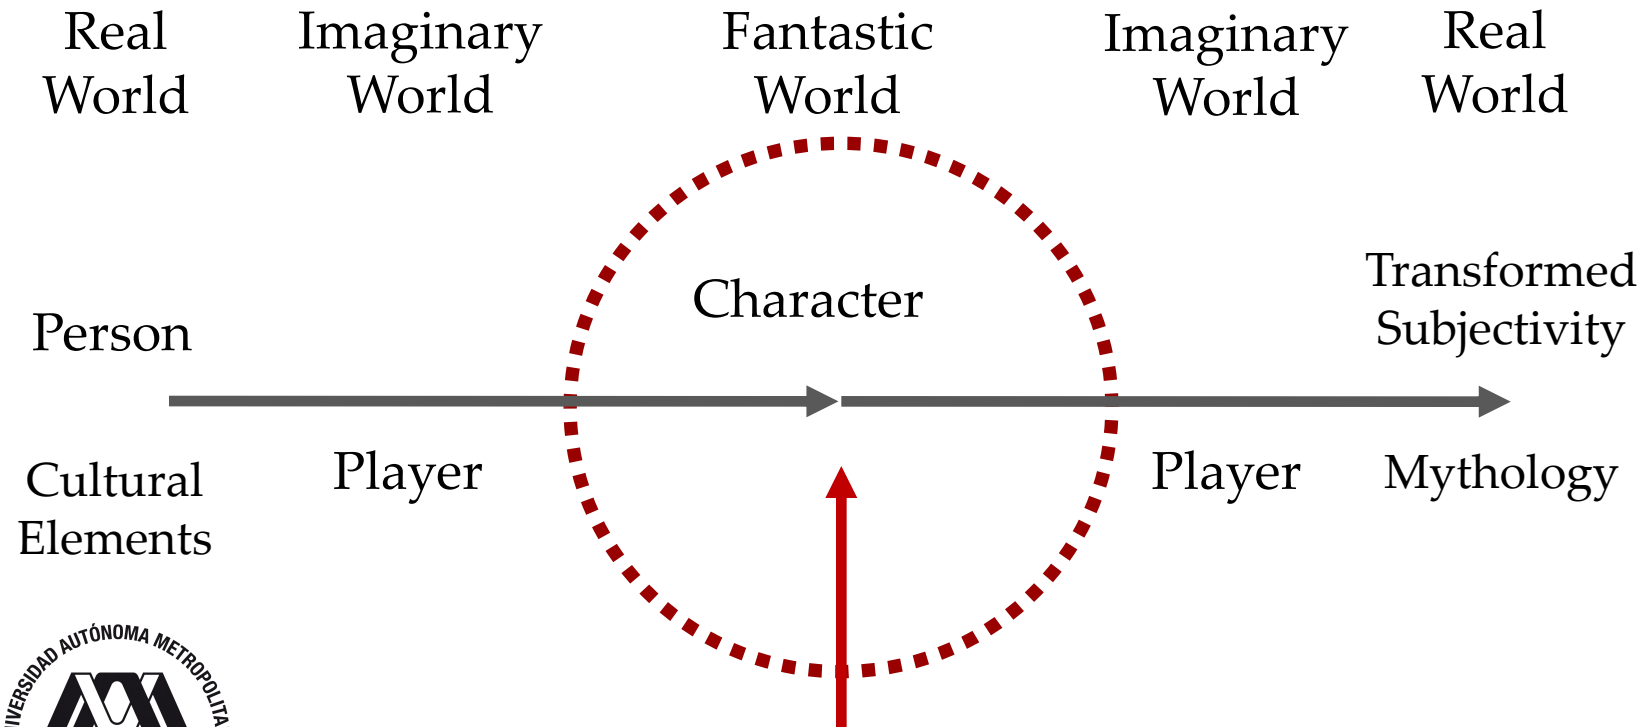 Real
World
Imaginary
World
Fantastic
World
Imaginary
World
Real
World
Person
Character
Transformed
Subjectivity
Cultural
Elements
Player
Player
Mythology
AUTÓNOMA